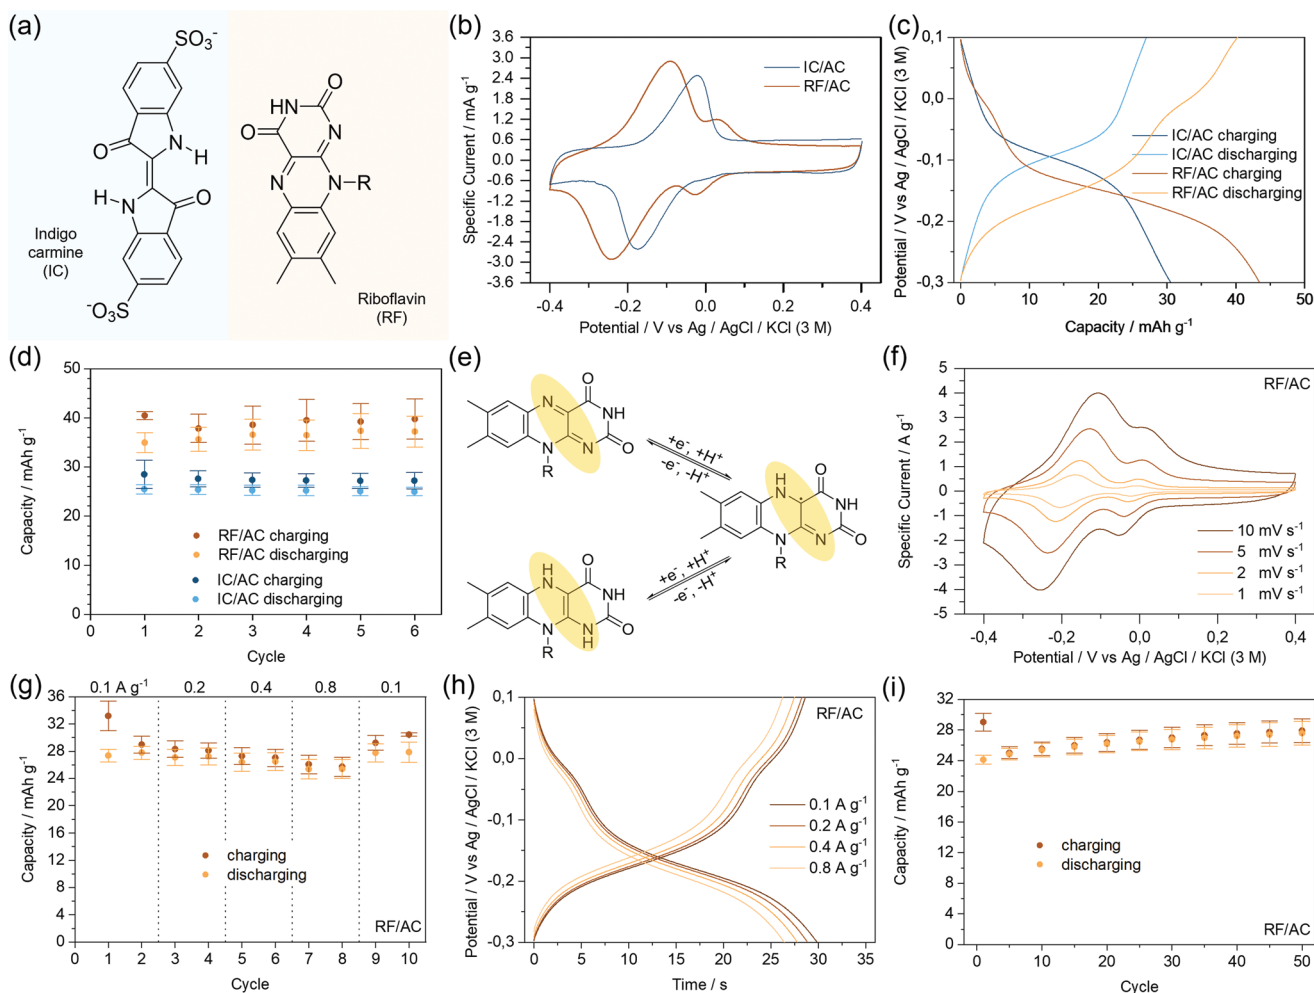 (a)
SO₃⁻
O
N
H
H
N
O
⁻O₃S
Indigo
carmine
(IC)
O
HN
N
O
N
N
R
Riboflavin
(RF)
(b)
Specific Current / mA g⁻¹
3.6
3.0
2.4
1.8
1.2
0.6
0.0
-0.6
-1.2
-1.8
-2.4
-3.0
-3.6
IC/AC
RF/AC
-0.4
-0.2
0.0
0.2
0.4
Potential / V vs Ag / AgCl / KCl (3 M)
(c)
Potential / V vs Ag / AgCl / KCl (3 M)
0,1
0,0
-0,1
-0,2
-0,3
IC/AC charging
IC/AC discharging
RF/AC charging
RF/AC discharging
0
10
20
30
40
50
Capacity / mAh g⁻¹
(d)
Capacity / mAh g⁻¹
50
40
30
20
10
0
RF/AC charging
RF/AC discharging
IC/AC charging
IC/AC discharging
0
1
2
3
4
5
6
Cycle
(e)
O
N
NH
N
N
O
R
+e⁻, +H⁺
-e⁻, -H⁺
H
N
O
·
NH
N
N
O
R
+e⁻, +H⁺
-e⁻, -H⁺
H
N
O
NH
N
N
H
O
R
(f)
Specific Current / A g⁻¹
5
4
3
2
1
0
-1
-2
-3
-4
-5
RF/AC
10 mV s⁻¹
5 mV s⁻¹
2 mV s⁻¹
1 mV s⁻¹
-0,4
-0,2
0,0
0,2
0,4
Potential / V vs Ag / AgCl / KCl (3 M)
(g)
Capacity / mAh g⁻¹
36
32
28
24
20
16
12
8
4
0
0.1 A g⁻¹
0.2
0.4
0.8
0.1
charging
discharging
RF/AC
0
1
2
3
4
5
6
7
8
9
10
Cycle
(h)
Potential / V vs Ag / AgCl / KCl (3 M)
0,1
0,0
-0,1
-0,2
-0,3
RF/AC
0.1 A g⁻¹
0.2 A g⁻¹
0.4 A g⁻¹
0.8 A g⁻¹
0
5
10
15
20
25
30
35
Time / s
(i)
Capacity / mAh g⁻¹
32
28
24
20
16
12
8
4
0
charging
discharging
RF/AC
0
10
20
30
40
50
Cycle